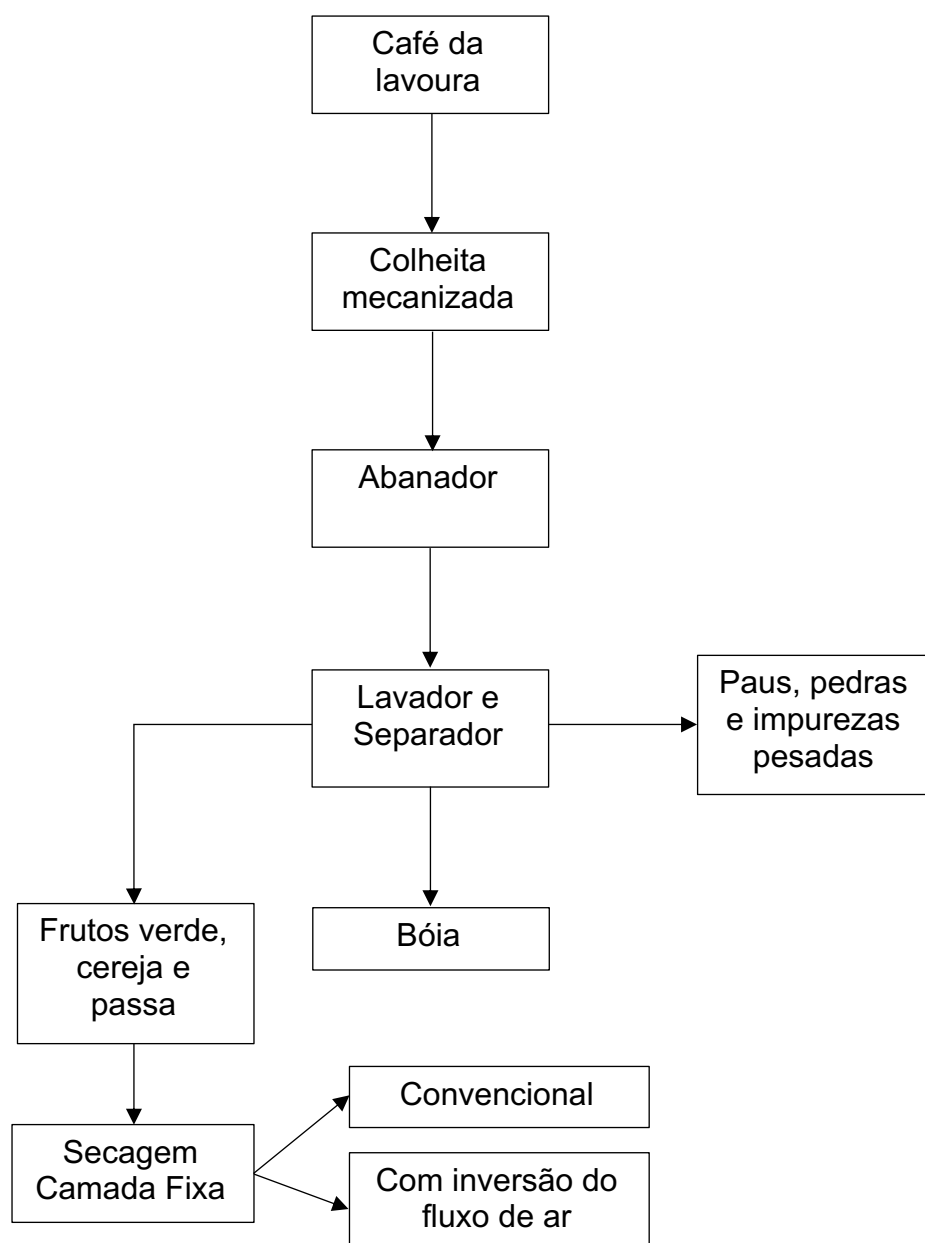 Café da
lavoura
Colheita
mecanizada
Abanador
Lavador e
Separador
Paus, pedras
e impurezas
pesadas
Frutos verde,
cereja e
passa
Bóia
Secagem
Camada Fixa
Convencional
Com inversão do
fluxo de ar